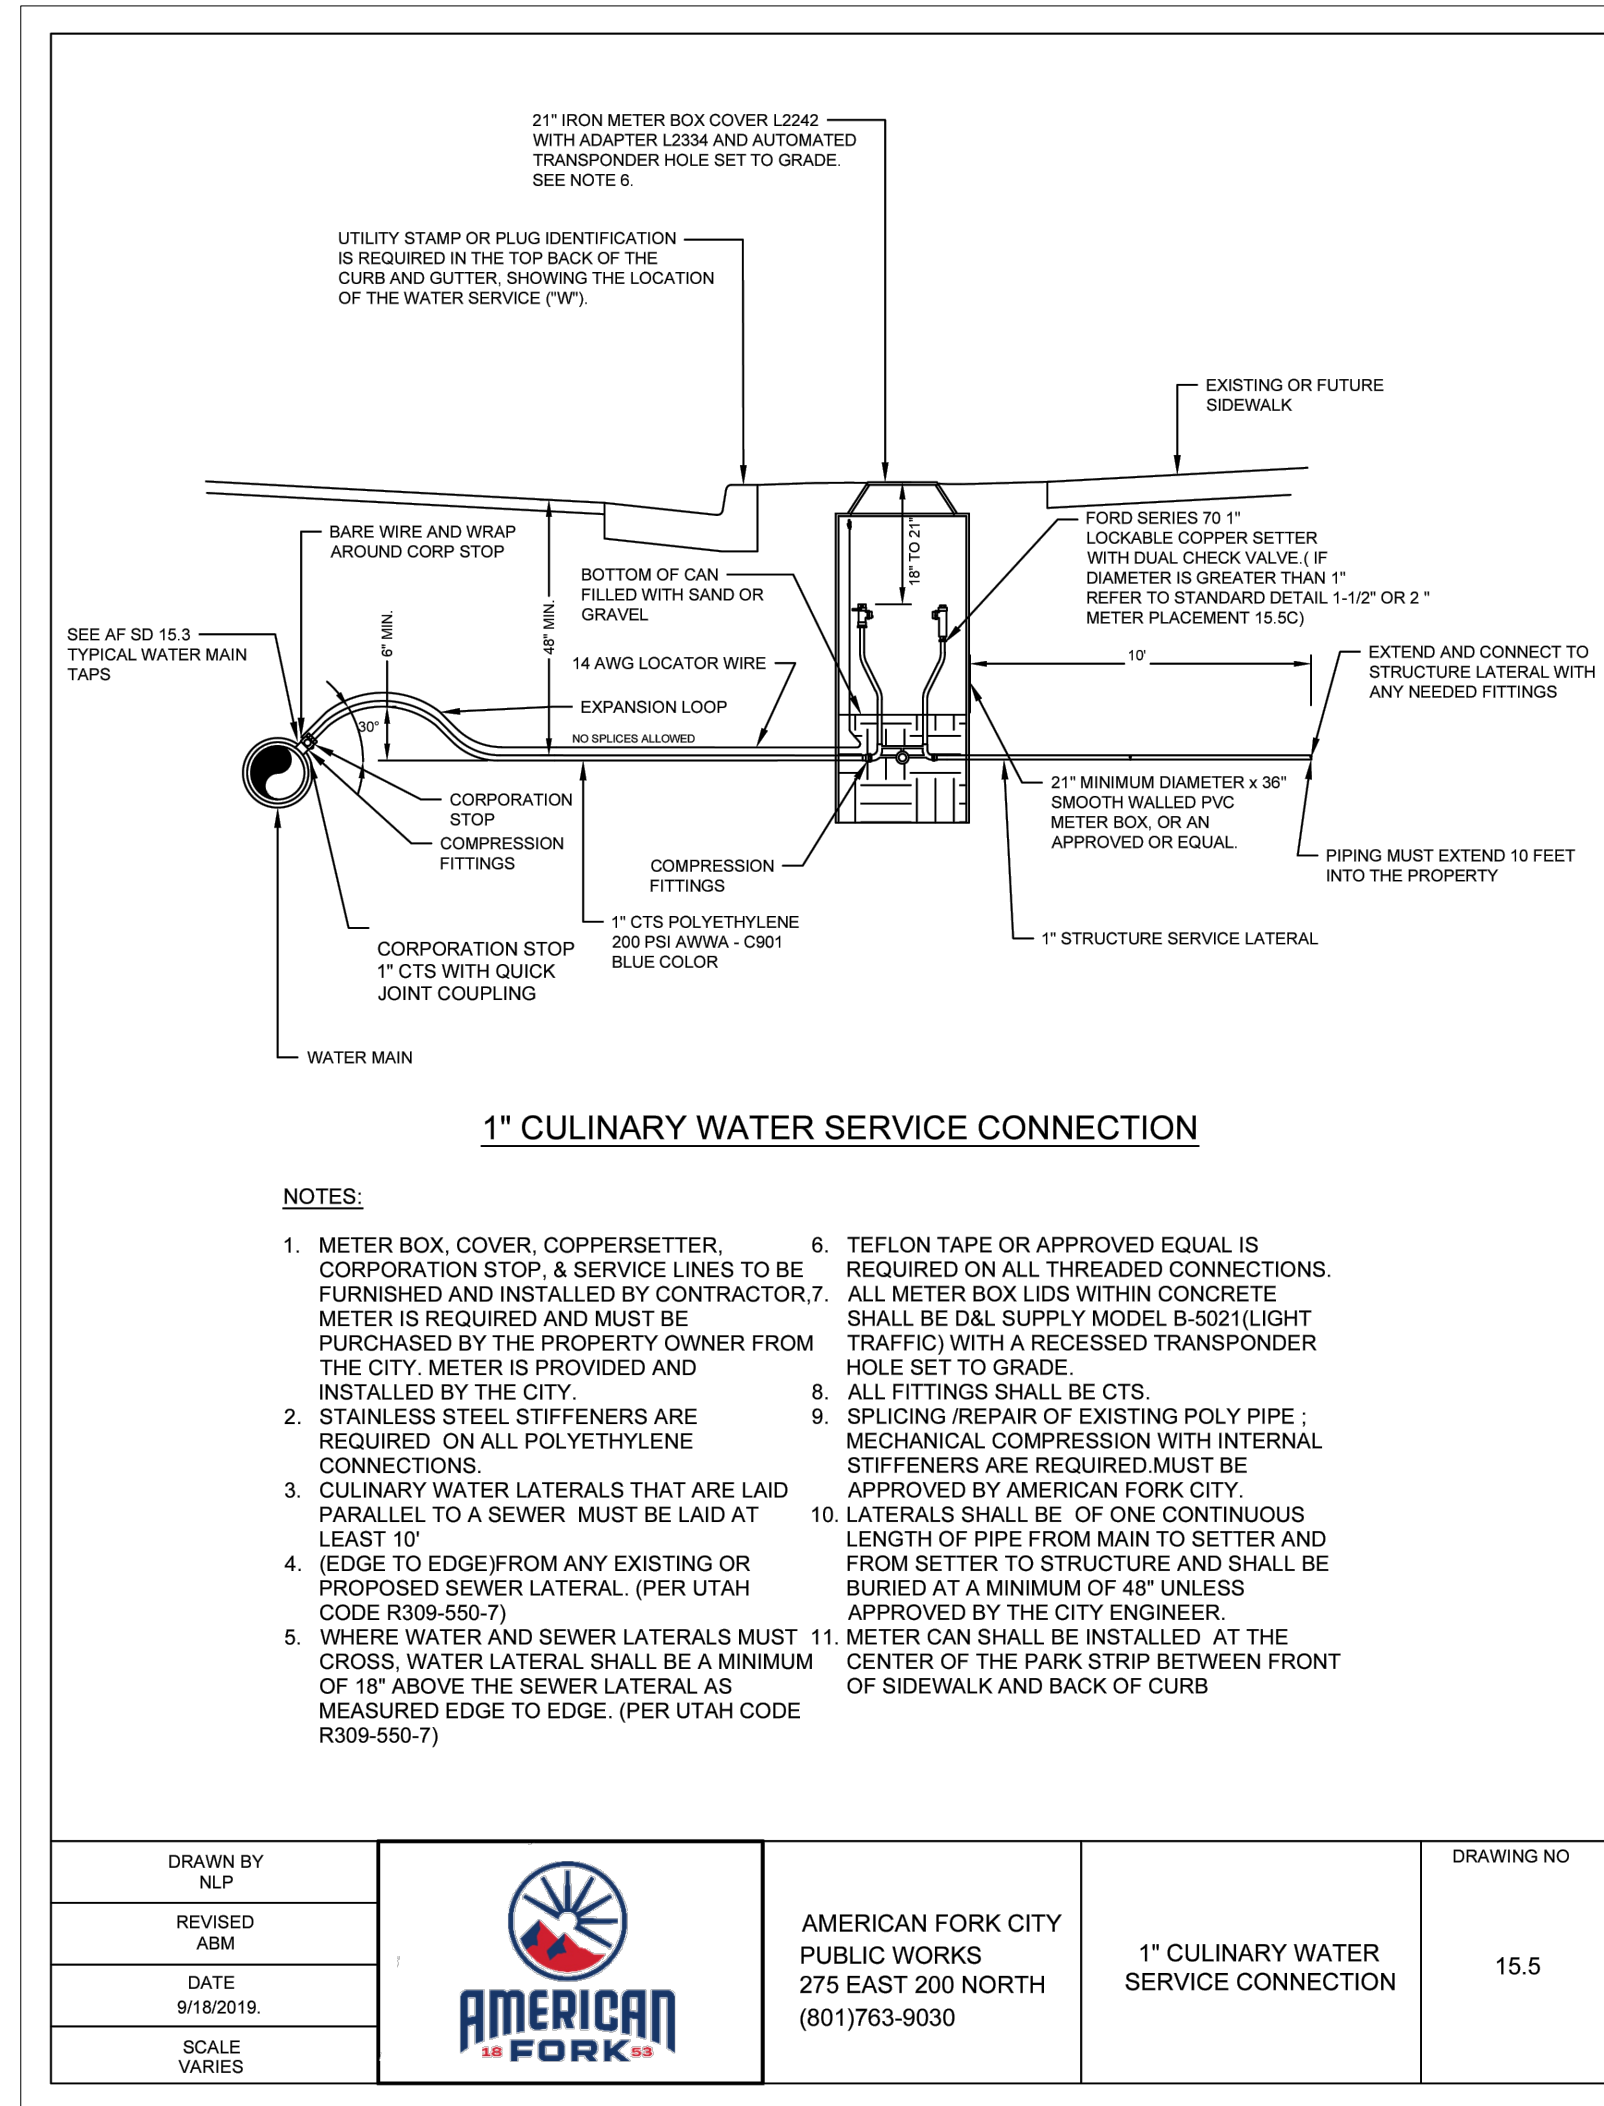 21" IRON METER BOX COVER L2242
WITH ADAPTER L2334 AND AUTOMATED
TRANSPONDER HOLE SET TO GRADE.
SEE NOTE 6.
UTILITY STAMP OR PLUG IDENTIFICATION
IS REQUIRED IN THE TOP BACK OF THE
CURB AND GUTTER, SHOWING THE LOCATION
OF THE WATER SERVICE ("W").
EXISTING OR FUTURE
SIDEWALK
BARE WIRE AND WRAP
AROUND CORP STOP
FORD SERIES 70 1"
LOCKABLE COPPER SETTER
WITH DUAL CHECK VALVE.( IF
DIAMETER IS GREATER THAN 1"
REFER TO STANDARD DETAIL 1-1/2" OR 2 "
METER PLACEMENT 15.5C)
18" TO 21"
BOTTOM OF CAN
FILLED WITH SAND OR
GRAVEL
48" MIN.
6" MIN.
SEE AF SD 15.3
TYPICAL WATER MAIN
TAPS
14 AWG LOCATOR WIRE
10'
EXTEND AND CONNECT TO
STRUCTURE LATERAL WITH
ANY NEEDED FITTINGS
EXPANSION LOOP
30°
NO SPLICES ALLOWED
21" MINIMUM DIAMETER x 36"
SMOOTH WALLED PVC
METER BOX, OR AN
APPROVED OR EQUAL.
CORPORATION
STOP
COMPRESSION
FITTINGS
COMPRESSION
FITTINGS
PIPING MUST EXTEND 10 FEET
INTO THE PROPERTY
1" CTS POLYETHYLENE
200 PSI AWWA - C901
BLUE COLOR
1" STRUCTURE SERVICE LATERAL
CORPORATION STOP
1" CTS WITH QUICK
JOINT COUPLING
WATER MAIN
1" CULINARY WATER SERVICE CONNECTION
NOTES:
1. METER BOX, COVER, COPPERSETTER,
CORPORATION STOP, & SERVICE LINES TO BE
FURNISHED AND INSTALLED BY CONTRACTOR,
METER IS REQUIRED AND MUST BE
PURCHASED BY THE PROPERTY OWNER FROM
THE CITY. METER IS PROVIDED AND
INSTALLED BY THE CITY.
2. STAINLESS STEEL STIFFENERS ARE
REQUIRED ON ALL POLYETHYLENE
CONNECTIONS.
3. CULINARY WATER LATERALS THAT ARE LAID
PARALLEL TO A SEWER MUST BE LAID AT
LEAST 10'
4. (EDGE TO EDGE)FROM ANY EXISTING OR
PROPOSED SEWER LATERAL. (PER UTAH
CODE R309-550-7)
5. WHERE WATER AND SEWER LATERALS MUST
CROSS, WATER LATERAL SHALL BE A MINIMUM
OF 18" ABOVE THE SEWER LATERAL AS
MEASURED EDGE TO EDGE. (PER UTAH CODE
R309-550-7)
6. TEFLON TAPE OR APPROVED EQUAL IS
REQUIRED ON ALL THREADED CONNECTIONS.
7. ALL METER BOX LIDS WITHIN CONCRETE
SHALL BE D&L SUPPLY MODEL B-5021(LIGHT
TRAFFIC) WITH A RECESSED TRANSPONDER
HOLE SET TO GRADE.
8. ALL FITTINGS SHALL BE CTS.
9. SPLICING /REPAIR OF EXISTING POLY PIPE ;
MECHANICAL COMPRESSION WITH INTERNAL
STIFFENERS ARE REQUIRED.MUST BE
APPROVED BY AMERICAN FORK CITY.
10. LATERALS SHALL BE OF ONE CONTINUOUS
LENGTH OF PIPE FROM MAIN TO SETTER AND
FROM SETTER TO STRUCTURE AND SHALL BE
BURIED AT A MINIMUM OF 48" UNLESS
APPROVED BY THE CITY ENGINEER.
11. METER CAN SHALL BE INSTALLED AT THE
CENTER OF THE PARK STRIP BETWEEN FRONT
OF SIDEWALK AND BACK OF CURB
DRAWN BY
NLP
REVISED
ABM
DATE
9/18/2019.
SCALE
VARIES
AMERICAN
18 FORK 53
AMERICAN FORK CITY
PUBLIC WORKS
275 EAST 200 NORTH
(801)763-9030
1" CULINARY WATER
SERVICE CONNECTION
DRAWING NO
15.5